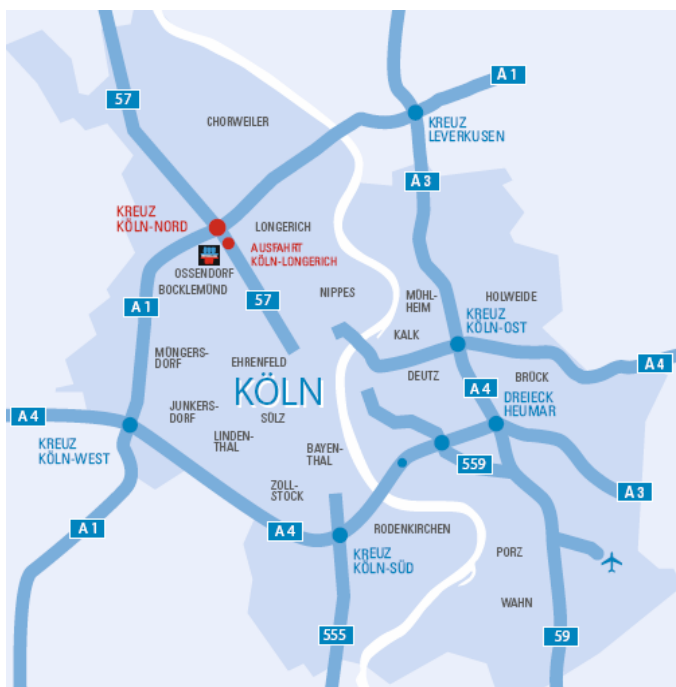 A 1
57
CHORWEILER
KREUZ
LEVERKUSEN
A 3
KREUZ
KÖLN-NORD
LONGERICH
AUSFAHRT
KÖLN-LONGERICH
OSSENDORF
BOCKLEMÜND
57
NIPPES
MÜHL-
HEIM
HOLWEIDE
A 1
KREUZ
KÖLN-OST
KALK
MÜNGERS-
DORF
EHRENFELD
DEUTZ
BRÜCK
A 4
A 4
KÖLN
DREIECK
HEUMAR
JUNKERS-
DORF
SÜLZ
A 4
LINDEN-
THAL
BAYEN-
THAL
KREUZ
KÖLN-WEST
559
ZOLL-
STOCK
A 3
A 1
A 4
RODENKIRCHEN
KREUZ
KÖLN-SÜD
PORZ
WAHN
555
59